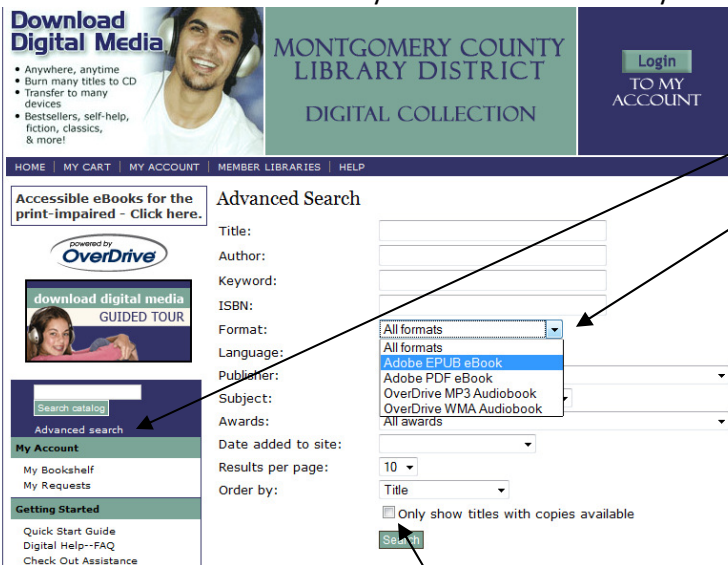 Download
Digital Media
• Anywhere, anytime
• Burn many titles to CD
• Transfer to many
devices
• Bestsellers, self-help,
fiction, classics,
& more!
MONTGOMERY COUNTY
LIBRARY DISTRICT
DIGITAL COLLECTION
Login
TO MY
ACCOUNT
HOME | MY CART | MY ACCOUNT | MEMBER LIBRARIES | HELP
Accessible eBooks for the
print-impaired - Click here.
powered by
OverDrive
download digital media
GUIDED TOUR
Search catalog
Advanced search
My Account
My Bookshelf
My Requests
Getting Started
Quick Start Guide
Digital Help--FAQ
Check Out Assistance
Advanced Search
Title:
Author:
Keyword:
ISBN:
Format: All formats
All formats
Adobe EPUB eBook
Adobe PDF eBook
OverDrive MP3 Audiobook
OverDrive WMA Audiobook
Language:
Publisher:
Subject:
Awards: All awards
Date added to site:
Results per page: 10
Order by: Title
Only show titles with copies available
Search